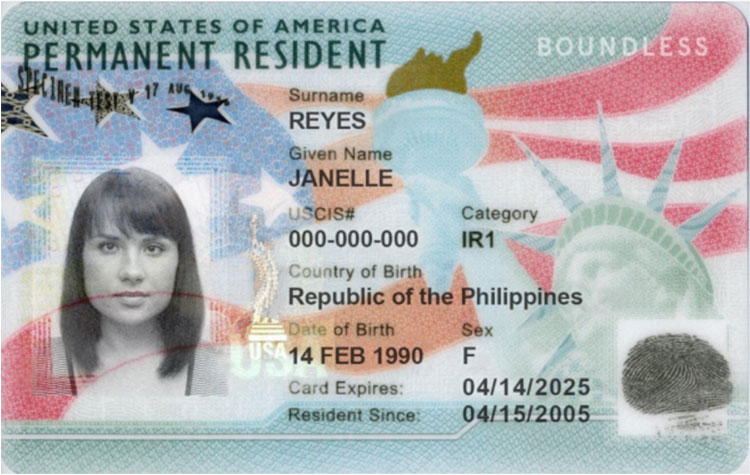 UNITED STATES OF AMERICA
PERMANENT RESIDENT
BOUNDLESS
SPECIMEN TEST V 17 AUG
Surname
REYES
Given Name
JANELLE
USCIS# Category
000-000-000 IR1
Country of Birth
Republic of the Philippines
Date of Birth Sex
14 FEB 1990 F
USA
Card Expires: 04/14/2025
Resident Since: 04/15/2005